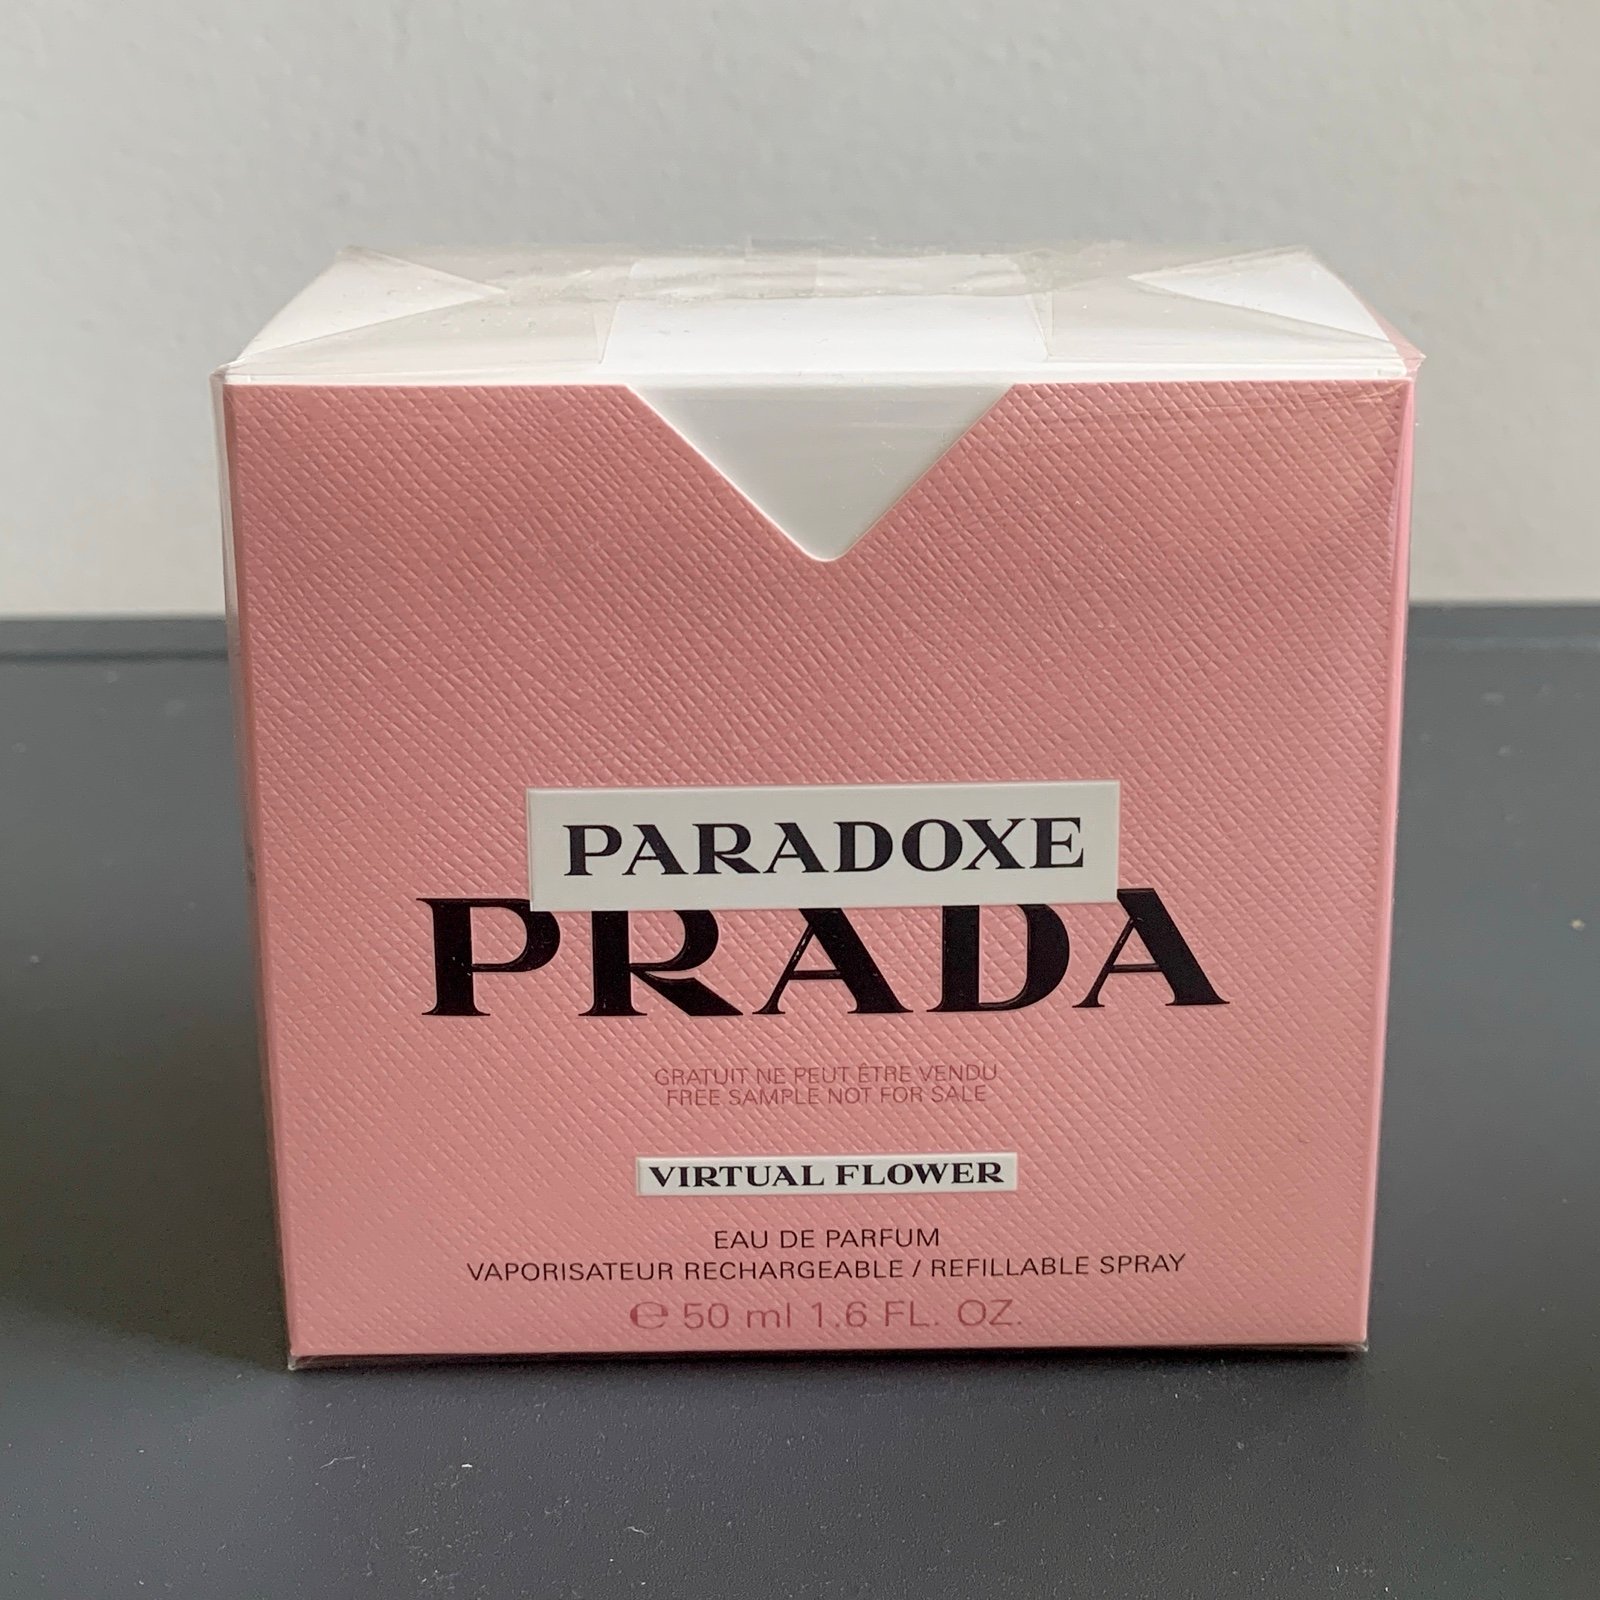 PARADOXE
PRADA
GRATUIT NE PEUT ÊTRE VENDU
FREE SAMPLE NOT FOR SALE
VIRTUAL FLOWER
EAU DE PARFUM
VAPORISATEUR RECHARGEABLE / REFILLABLE SPRAY
℮ 50 ml 1.6 FL. OZ.